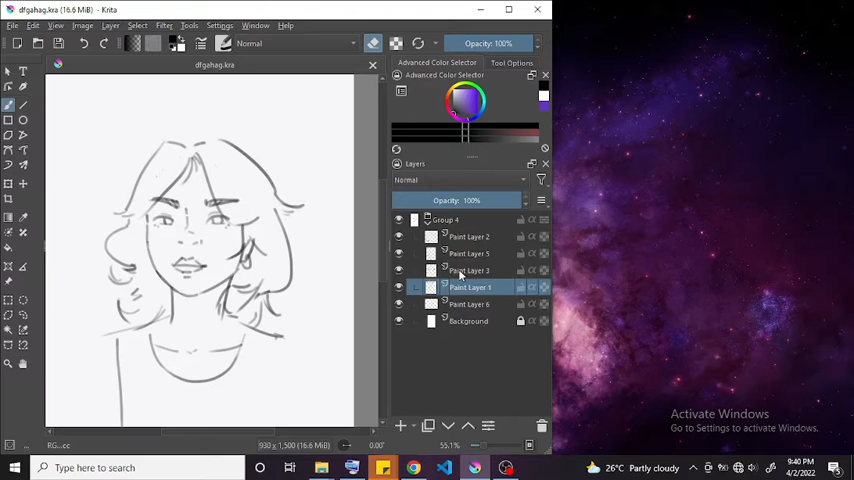 dfgahag.kra (16.6 MiB) - Krita
File Edit View Image Layer Select Filter Tools Settings Window Help
Normal
Opacity: 100%
dfgahag.kra
Advanced Color Selector
Tool Options
Advanced Color Selector
Layers
Normal
Opacity: 100%
Group 4
Paint Layer 2
Paint Layer 5
Paint Layer 3
Paint Layer 1
Paint Layer 6
Background
RG...cc
930 x 1,500 (16.6 MiB)
0.00°
55.1%
Activate Windows
Go to Settings to activate Windows.
Type here to search
26°C Partly cloudy
9:40 PM
4/2/2022
5